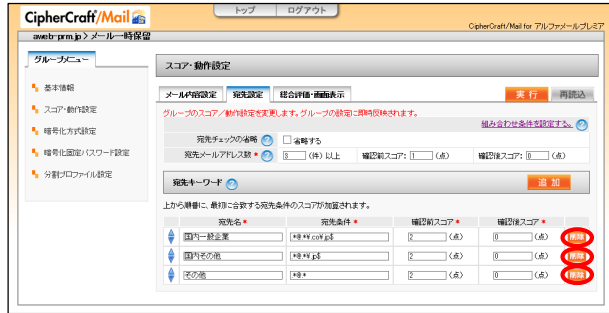 CipherCraft/Mail
トップ
ログアウト
CipherCraft/Mail for アルファメールプレミア
aweb-prm.jp > メール一時保留
グループメニュー
基本情報
スコア・動作設定
暗号化方式設定
暗号化固定パスワード設定
分割プロファイル設定
スコア・動作設定
メール内容設定
宛先設定
総合評価・画面表示
実行
再読込
グループのスコア／動作設定を変更します。グループの設定に即時反映されます。
組み合わせ条件を設定する。
宛先チェックの省略 ? 省略する
宛先メールアドレス数 * ? 3 (件) 以上 確認前スコア: 1 (点) 確認後スコア: 0 (点)
宛先キーワード ?
追加
上から順番に、最初に合致する宛先条件のスコアが加算されます。
宛先名 * 宛先条件 * 確認前スコア * 確認後スコア *
国内一般企業 *@.*¥.co¥.jp$ 2 (点) 0 (点) 削除
国内その他 *@.*¥.jp$ 2 (点) 0 (点) 削除
その他 *@.* 2 (点) 0 (点) 削除